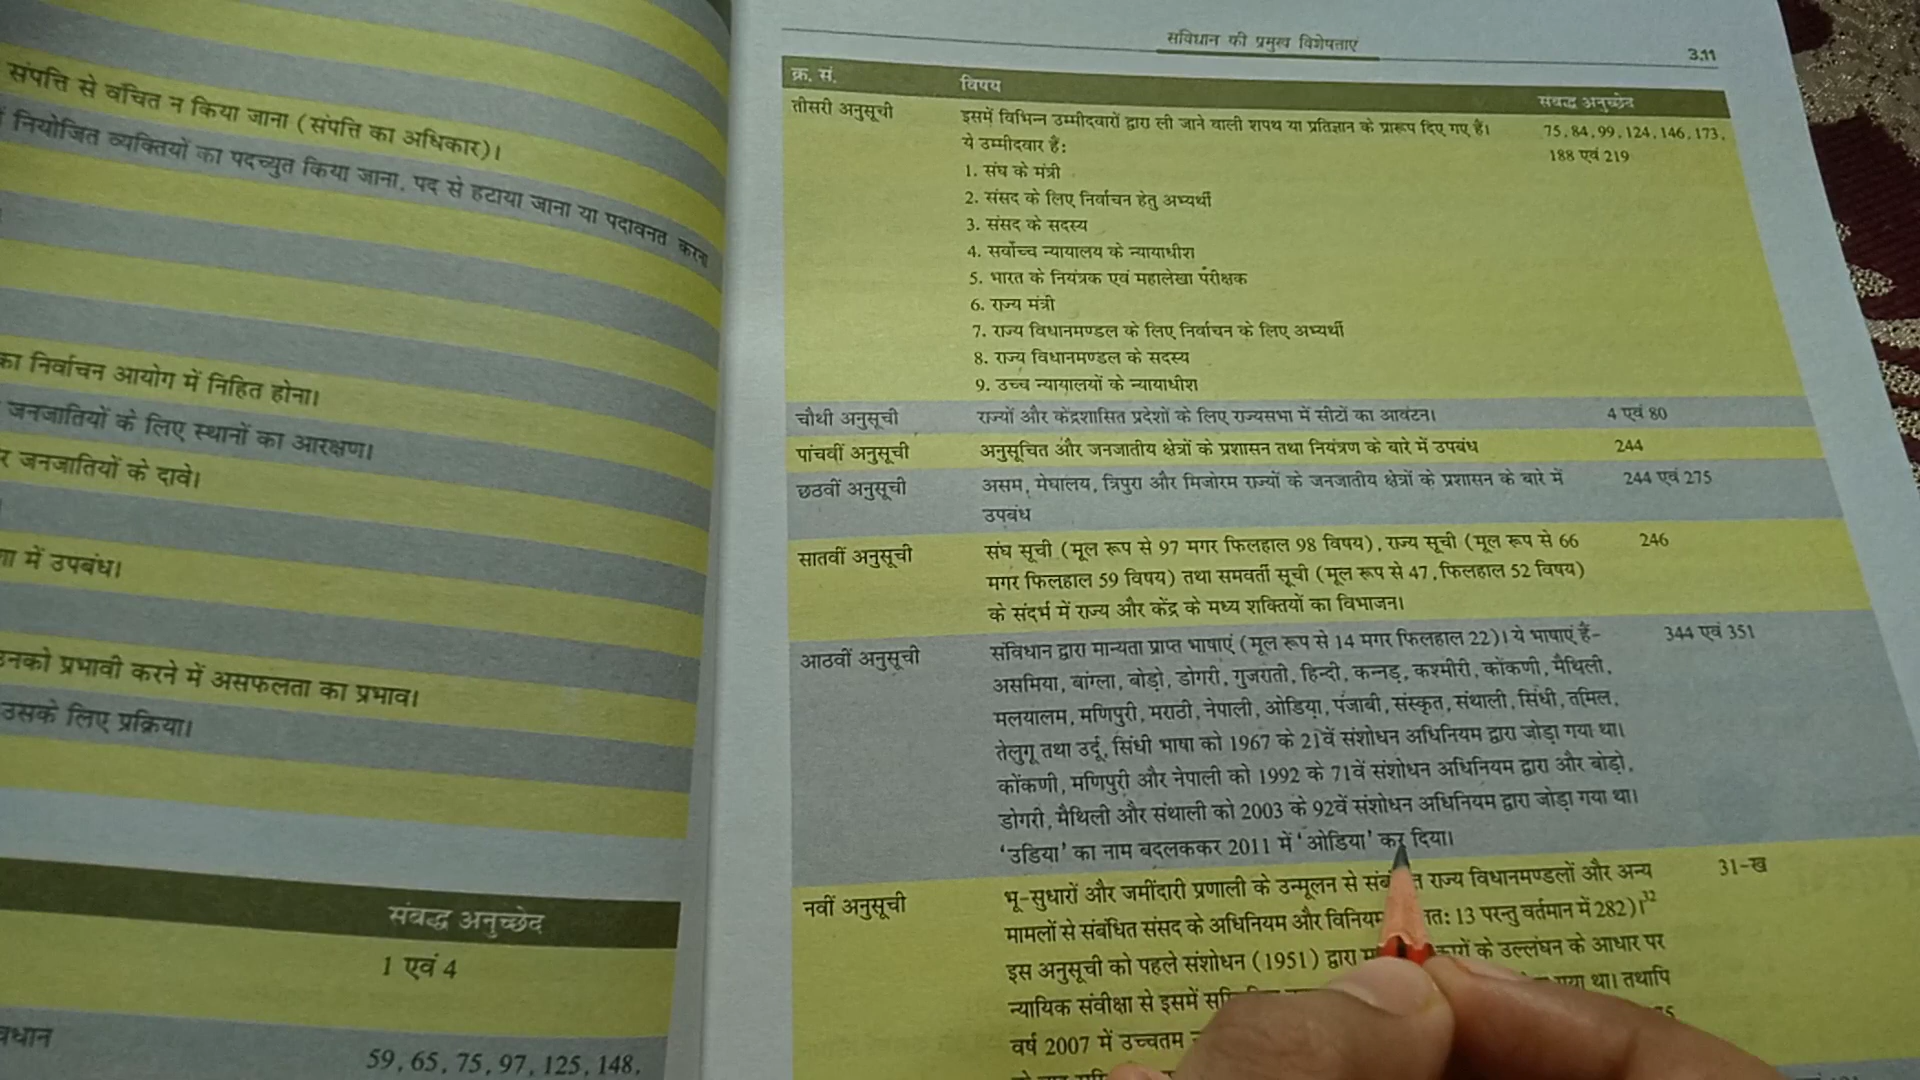 संपत्ति से वंचित न किया जाना (संपत्ति का अधिकार)।
नियोजित व्यक्तियों का पदच्युत किया जाना, पद से हटाया जाना या पदावनत करना
का निर्वाचन आयोग में निहित होना।
जनजातियों के लिए स्थानों का आरक्षण।
र जनजातियों के दावे।
में उपबंध।
उनको प्रभावी करने में असफलता का प्रभाव।
उसके लिए प्रक्रिया।
संबद्ध अनुच्छेद
1 एवं 4
59, 65, 75, 97, 125, 148,
संविधान की प्रमुख विशेषताएं
3.11
क्र. सं. विषय संबद्ध अनुच्छेद
तीसरी अनुसूची इसमें विभिन्न उम्मीदवारों द्वारा ली जाने वाली शपथ या प्रतिज्ञान के प्रारूप दिए गए हैं। 75, 84, 99, 124, 146, 173,
ये उम्मीदवार हैं: 188 एवं 219
1. संघ के मंत्री
2. संसद के लिए निर्वाचन हेतु अभ्यर्थी
3. संसद के सदस्य
4. सर्वोच्च न्यायालय के न्यायाधीश
5. भारत के नियंत्रक एवं महालेखा परीक्षक
6. राज्य मंत्री
7. राज्य विधानमण्डल के लिए निर्वाचन के लिए अभ्यर्थी
8. राज्य विधानमण्डल के सदस्य
9. उच्च न्यायालयों के न्यायाधीश
चौथी अनुसूची राज्यों और केंद्रशासित प्रदेशों के लिए राज्यसभा में सीटों का आवंटन। 4 एवं 80
पांचवीं अनुसूची अनुसूचित और जनजातीय क्षेत्रों के प्रशासन तथा नियंत्रण के बारे में उपबंध 244
छठवीं अनुसूची असम, मेघालय, त्रिपुरा और मिजोरम राज्यों के जनजातीय क्षेत्रों के प्रशासन के बारे में 244 एवं 275
उपबंध
सातवीं अनुसूची संघ सूची (मूल रूप से 97 मगर फिलहाल 98 विषय), राज्य सूची (मूल रूप से 66 246
मगर फिलहाल 59 विषय) तथा समवर्ती सूची (मूल रूप से 47, फिलहाल 52 विषय)
के संदर्भ में राज्य और केंद्र के मध्य शक्तियों का विभाजन।
आठवीं अनुसूची संविधान द्वारा मान्यता प्राप्त भाषाएं (मूल रूप से 14 मगर फिलहाल 22)। ये भाषाएं हैं- 344 एवं 351
असमिया, बांग्ला, बोड़ो, डोगरी, गुजराती, हिन्दी, कन्नड़, कश्मीरी, कोंकणी, मैथिली,
मलयालम, मणिपुरी, मराठी, नेपाली, ओडिया, पंजाबी, संस्कृत, संथाली, सिंधी, तमिल,
तेलुगू तथा उर्दू, सिंधी भाषा को 1967 के 21वें संशोधन अधिनियम द्वारा जोड़ा गया था।
कोंकणी, मणिपुरी और नेपाली को 1992 के 71वें संशोधन अधिनियम द्वारा और बोड़ो,
डोगरी, मैथिली और संथाली को 2003 के 92वें संशोधन अधिनियम द्वारा जोड़ा गया था।
‘उडिया’ का नाम बदलककर 2011 में ‘ओडिया’ कर दिया।
नवीं अनुसूची भू-सुधारों और जमींदारी प्रणाली के उन्मूलन से राज्य विधानमण्डलों और अन्य 31-ख
मामलों से संबंधित संसद के अधिनियम और विनियम 13 परन्तु वर्तमान में 282)।32
इस अनुसूची को पहले संशोधन (1951) द्वारा के उल्लंघन के आधार पर
न्यायिक संवीक्षा से इसमें गया था। तथापि
वर्ष 2007 में उच्चतम